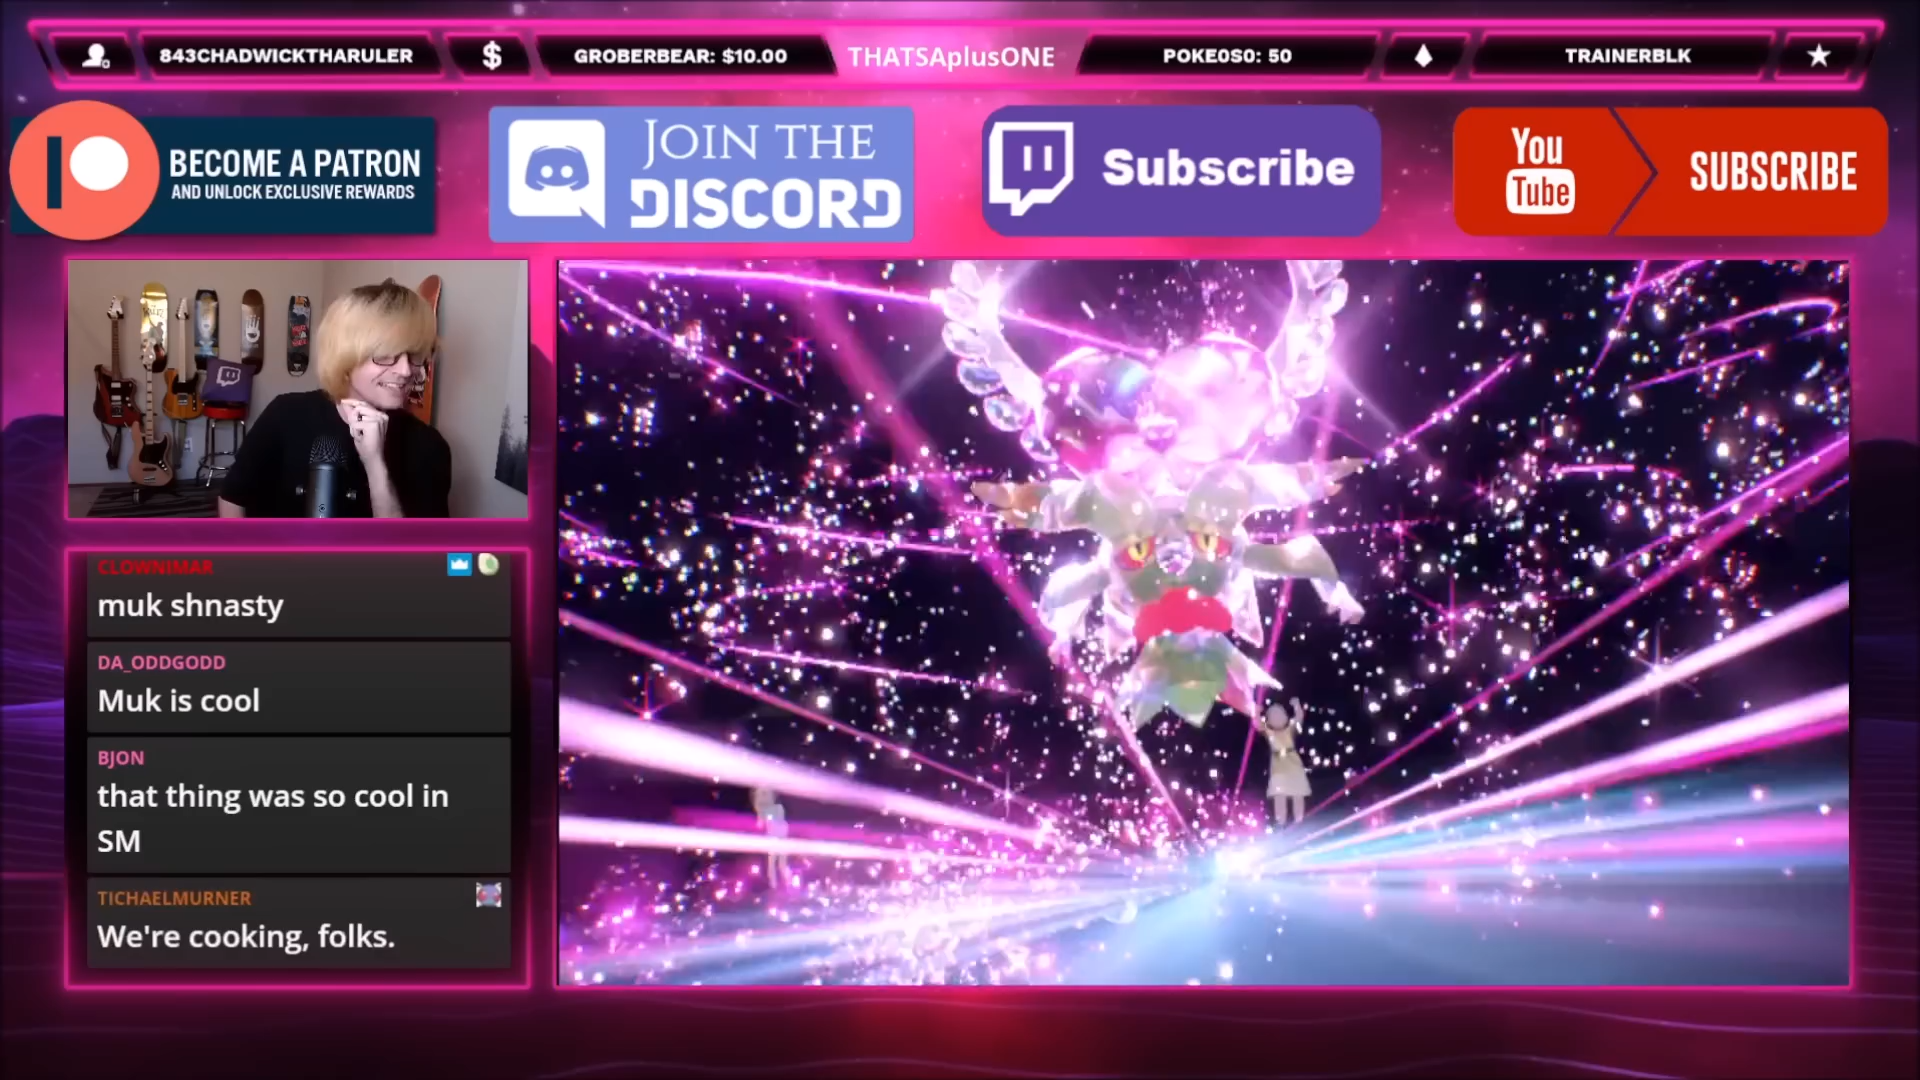 843CHADWICKTHARULER
$
GROBERBEAR: $10.00
THATSAplusONE
POKE0S0: 50
TRAINERBLK
BECOME A PATRON
AND UNLOCK EXCLUSIVE REWARDS
JOIN THE
DISCORD
Subscribe
You
Tube
SUBSCRIBE
CLOWNIMAR
muk shnasty
DA_ODDGODD
Muk is cool
BJON
that thing was so cool in
SM
TICHAELMURNER
We're cooking, folks.